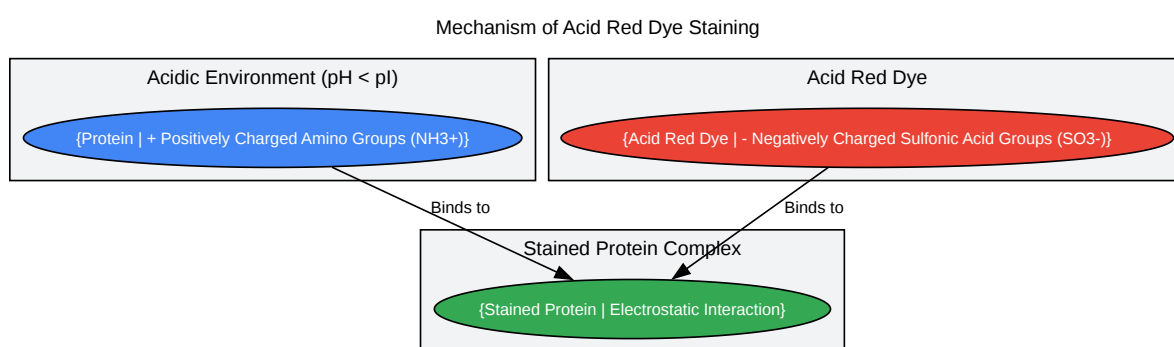 Mechanism of Acid Red Dye Staining
Acidic Environment (pH < pI)
Acid Red Dye
{Protein | + Positively Charged Amino Groups (NH3+)}
{Acid Red Dye | - Negatively Charged Sulfonic Acid Groups (SO3-)}
Binds to
Binds to
Stained Protein Complex
{Stained Protein | Electrostatic Interaction}